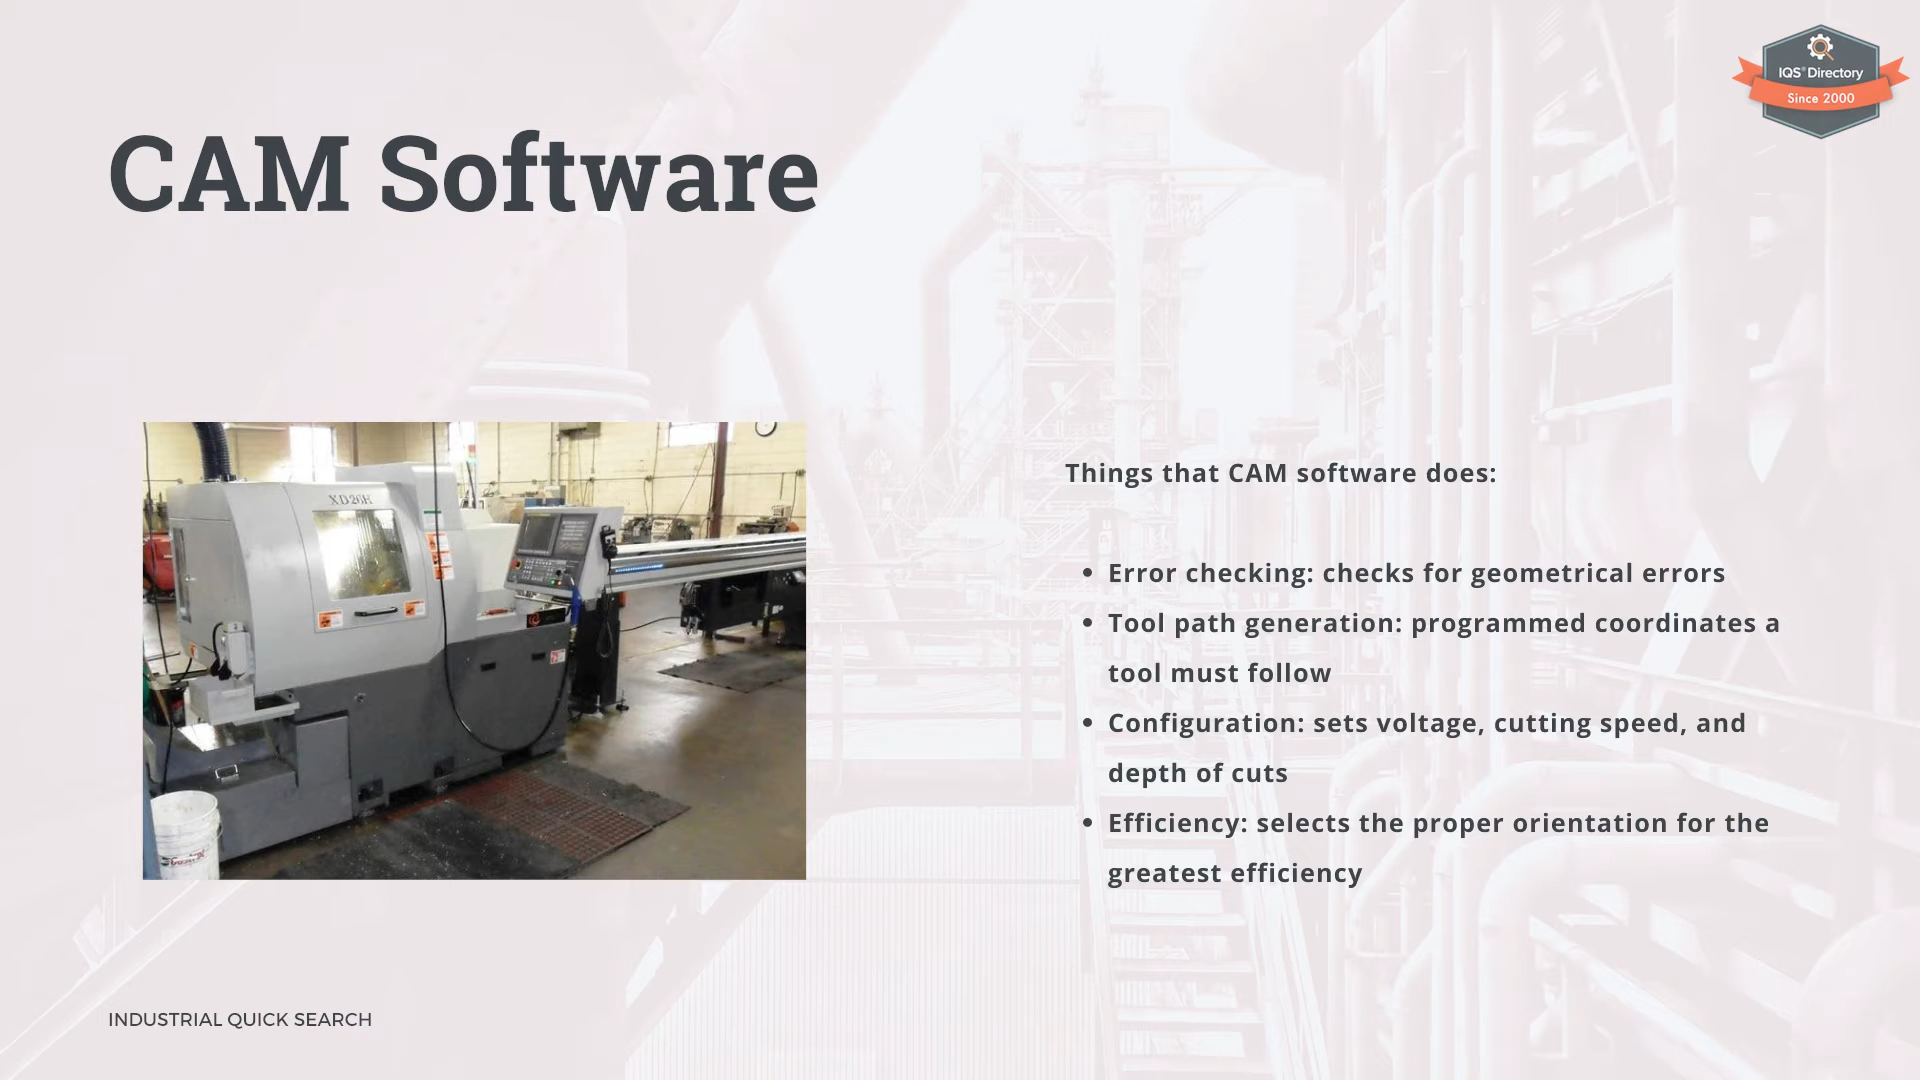 IQS® Directory
Since 2000
CAM Software
XD26H
Things that CAM software does:
• Error checking: checks for geometrical errors
• Tool path generation: programmed coordinates a
tool must follow
• Configuration: sets voltage, cutting speed, and
depth of cuts
• Efficiency: selects the proper orientation for the
greatest efficiency
INDUSTRIAL QUICK SEARCH